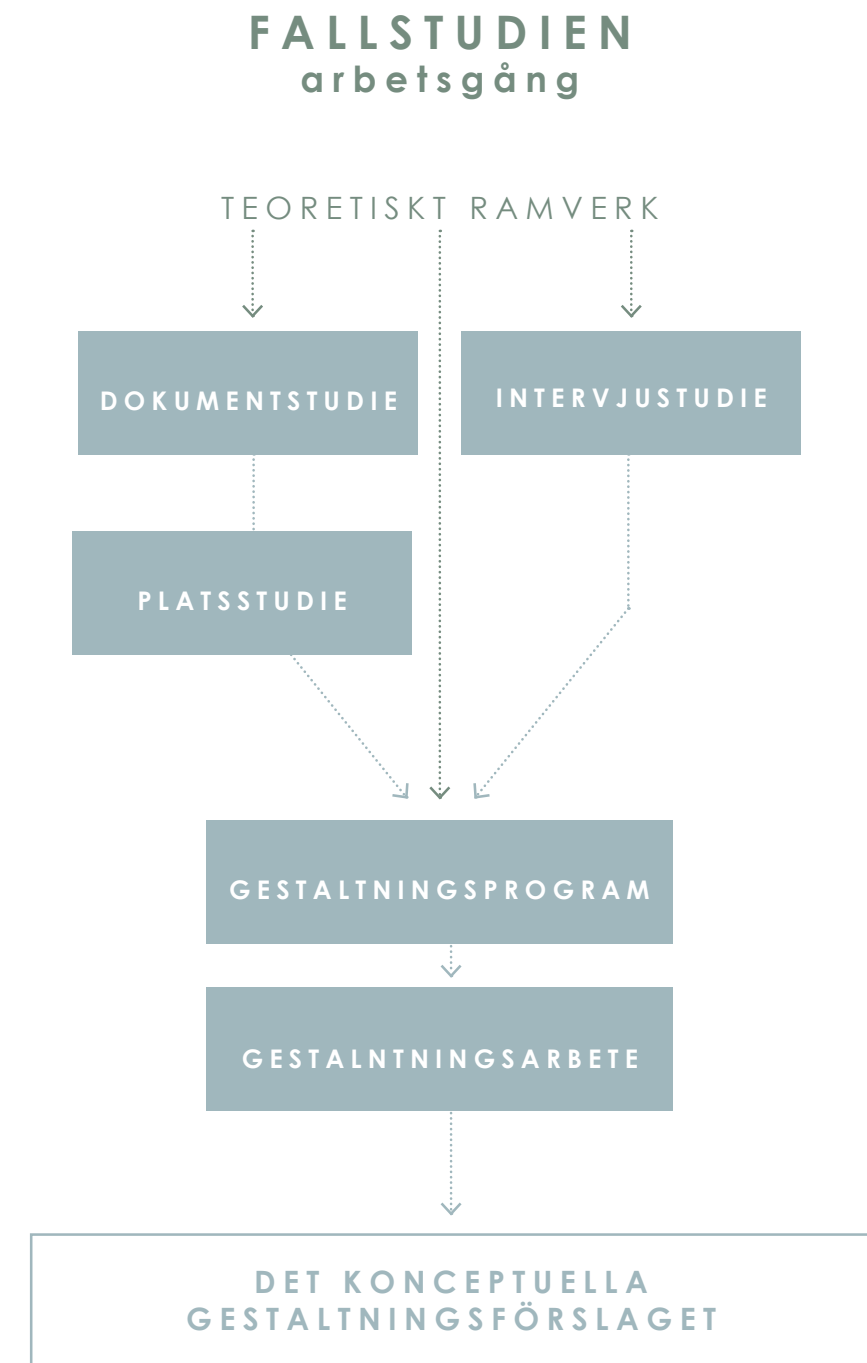 FALLSTUDIEN
arbetsgång
TEORETISKT RAMVERK
DOKUMENTSTUDIE
INTERVJUSTUDIE
PLATSSTUDIE
GESTALTNINGSPROGRAM
GESTALNTNINGSARBETE
DET KONCEPTUELLA
GESTALTNINGSFÖRSLAGET